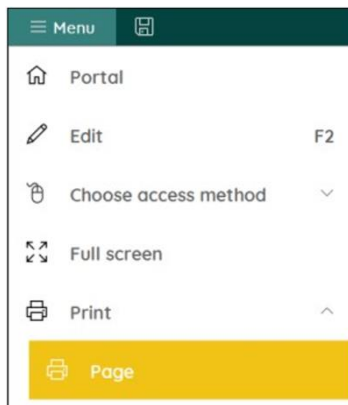 Menu
Portal
Edit F2
Choose access method
Full screen
Print
Page